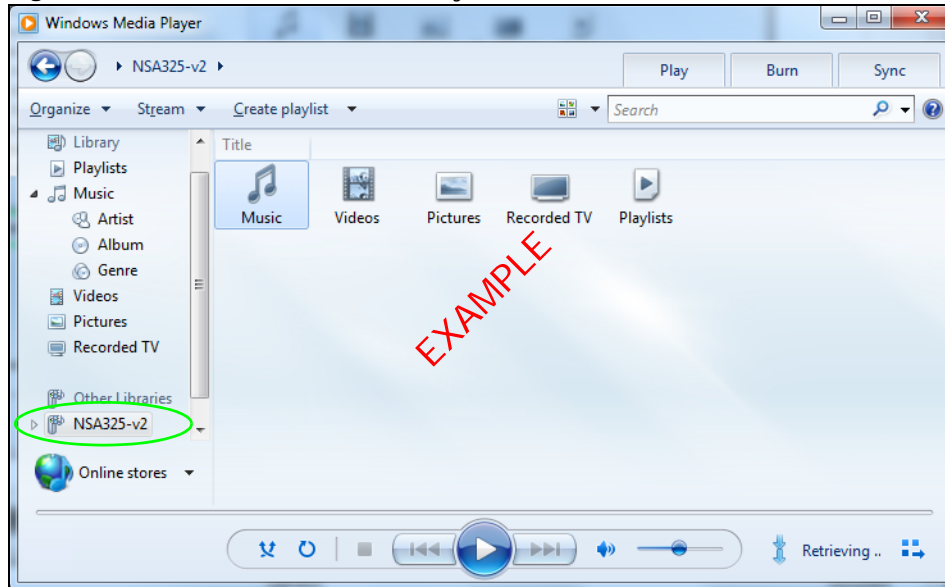 Windows Media Player
NSA325-v2
Play
Burn
Sync
Organize
Stream
Create playlist
Search
Library
Playlists
Music
Artist
Album
Genre
Videos
Pictures
Recorded TV
Other Libraries
NSA325-v2
Online stores
Title
Music
Videos
Pictures
Recorded TV
Playlists
EXAMPLE
Retrieving ..